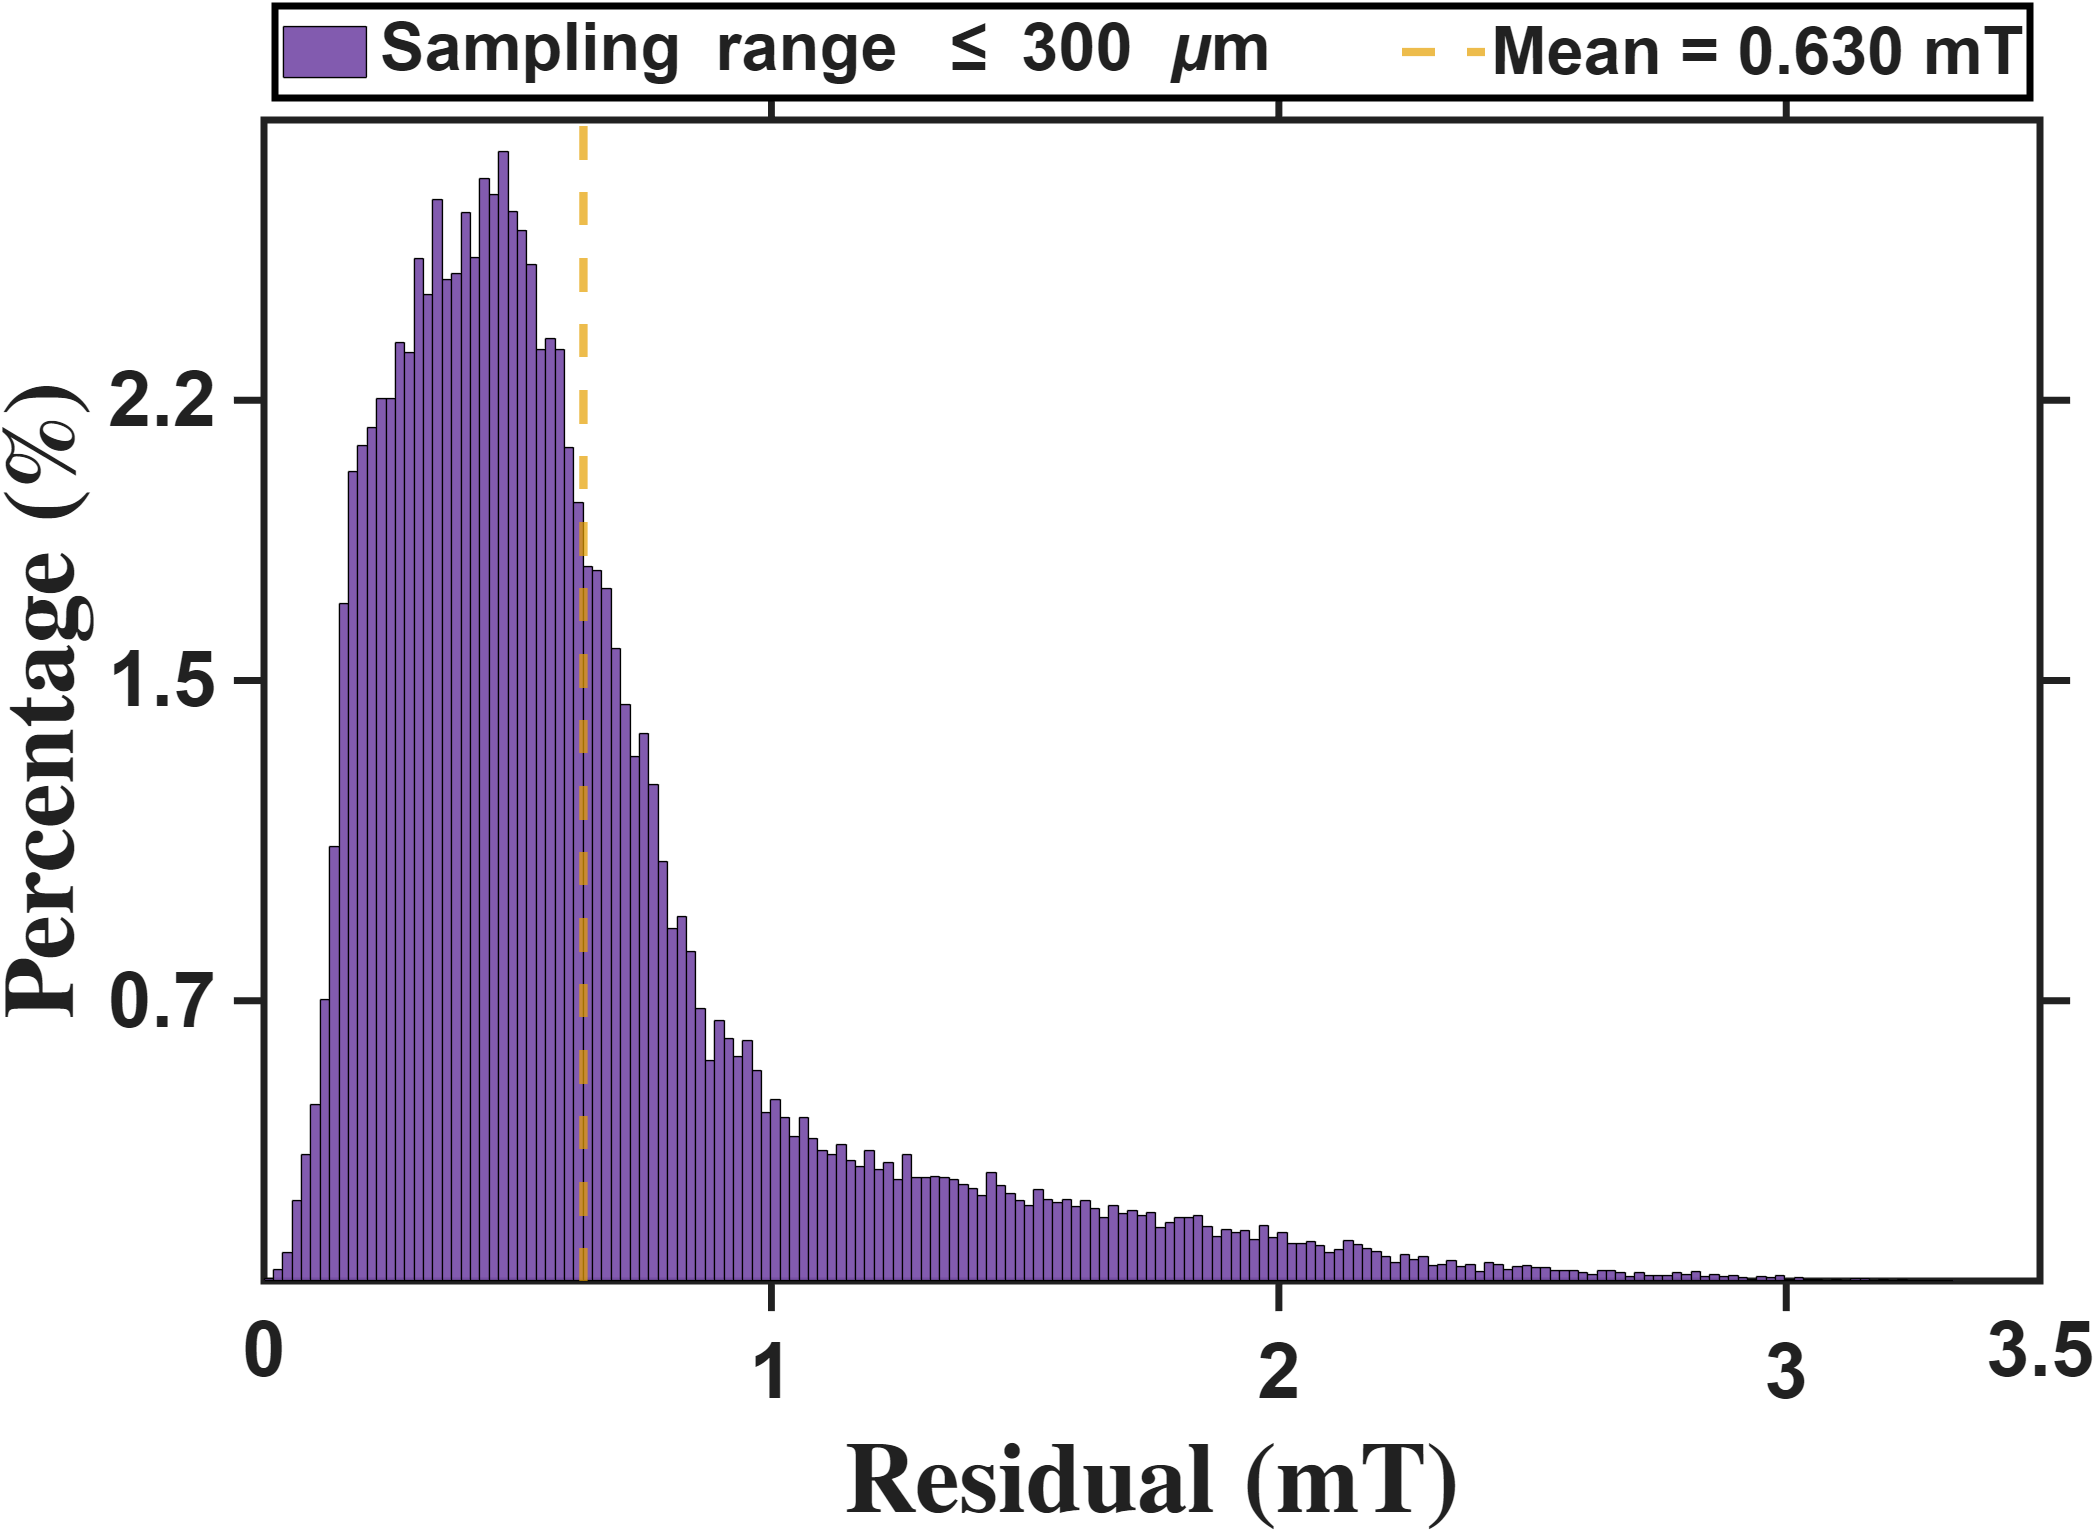 Sampling range ≤ 300 μm Mean = 0.630 mT
Percentage (%)
2.2
1.5
0.7
0 1 2 3 3.5
Residual (mT)